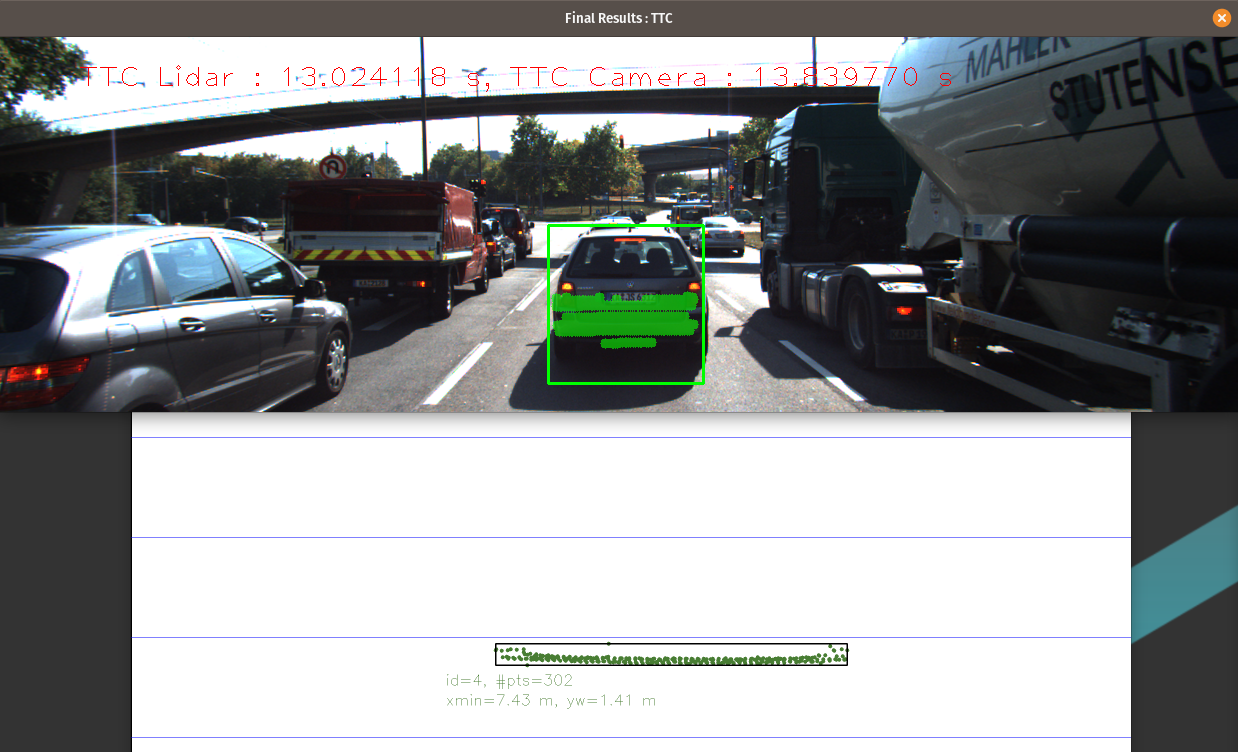 Final Results : TTC
TTC Lidar : 13.024118 s, TTC Camera : 13.839770 s
MAHLER
STUTENSE
id=4, #pts=302
xmin=7.43 m, yw=1.41 m